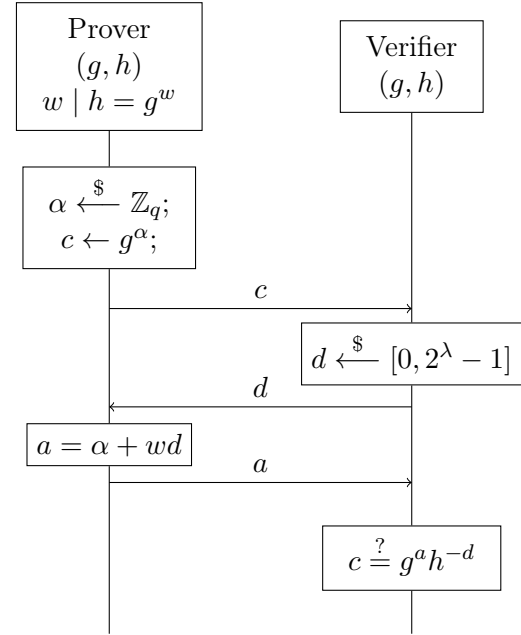 Prover
(g, h)
w | h = g^w
Verifier
(g, h)
α ←$ ℤ_q;
c ← g^α;
c
d ←$ [0, 2^λ − 1]
d
a = α + wd
a
c ≟ g^a h^{−d}